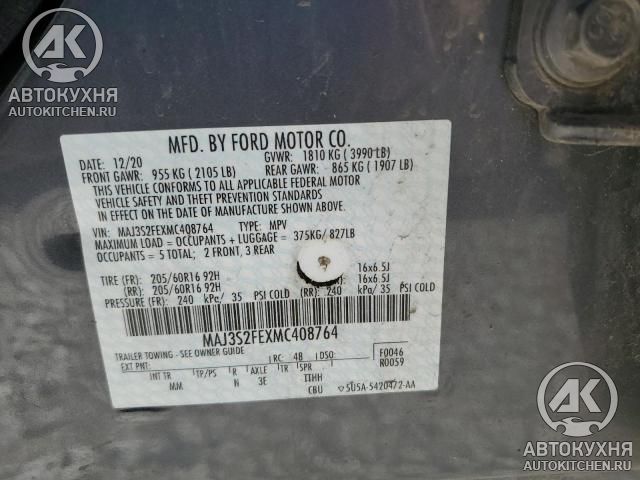 АК
АВТОКУХНЯ
AUTOKITCHEN.RU
MFD. BY FORD MOTOR CO.
DATE: 12/20 GVWR: 1810 KG ( 3990 LB)
FRONT GAWR: 955 KG ( 2105 LB) REAR GAWR: 865 KG ( 1907 LB)
THIS VEHICLE CONFORMS TO ALL APPLICABLE FEDERAL MOTOR
VEHICLE SAFETY AND THEFT PREVENTION STANDARDS
IN EFFECT ON THE DATE OF MANUFACTURE SHOWN ABOVE.
VIN: MAJ3S2FEXMC408764 TYPE: MPV
MAXIMUM LOAD = OCCUPANTS + LUGGAGE = 375KG/ 827LB
OCCUPANTS = 5 TOTAL; 2 FRONT, 3 REAR
TIRE (FR): 205/60R16 92H 16x6.5J
(RR): 205/60R16 92H 16x6.5J
PRESSURE (FR): 240 kPa/ 35 PSI COLD (RR): 240 kPa/ 35 PSI COLD
MAJ3S2FEXMC408764
TRAILER TOWING - SEE OWNER GUIDE
EXT PNT: RC: 48 DSO: F0046
R0059
INT TR TP/PS R AXLE TR SPR
MM N 3E TTHH
CBU 5U5A-5420472-AA
АК
АВТОКУХНЯ
AUTOKITCHEN.RU